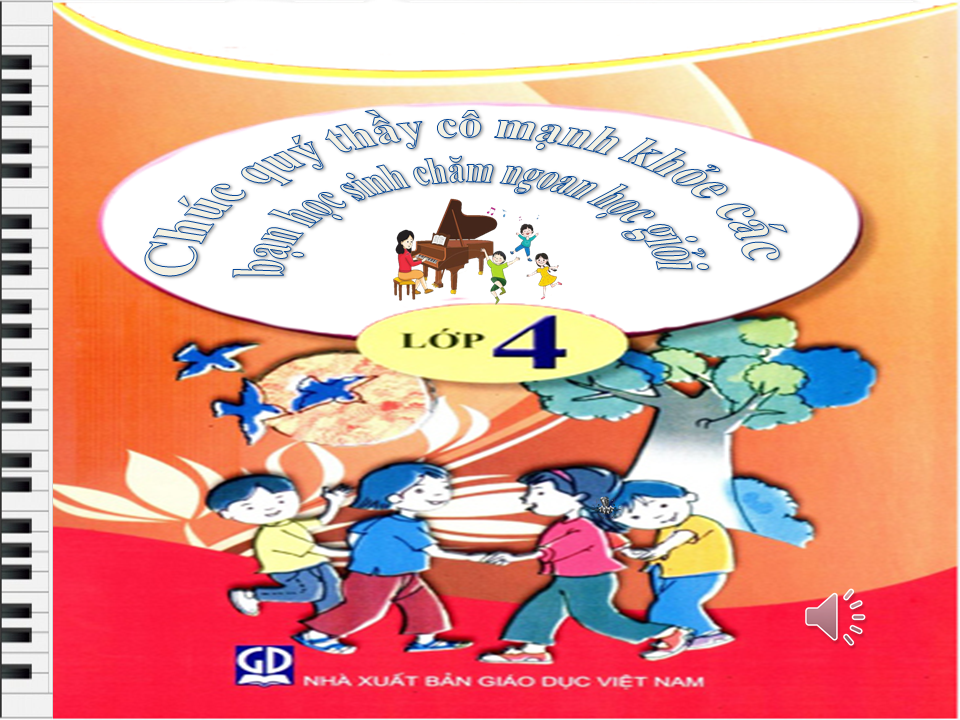 Chúc quý thầy cô mạnh khỏe các
bạn học sinh chăm ngoan học giỏi
LỚP 4
GD NHÀ XUẤT BẢN GIÁO DỤC VIỆT NAM